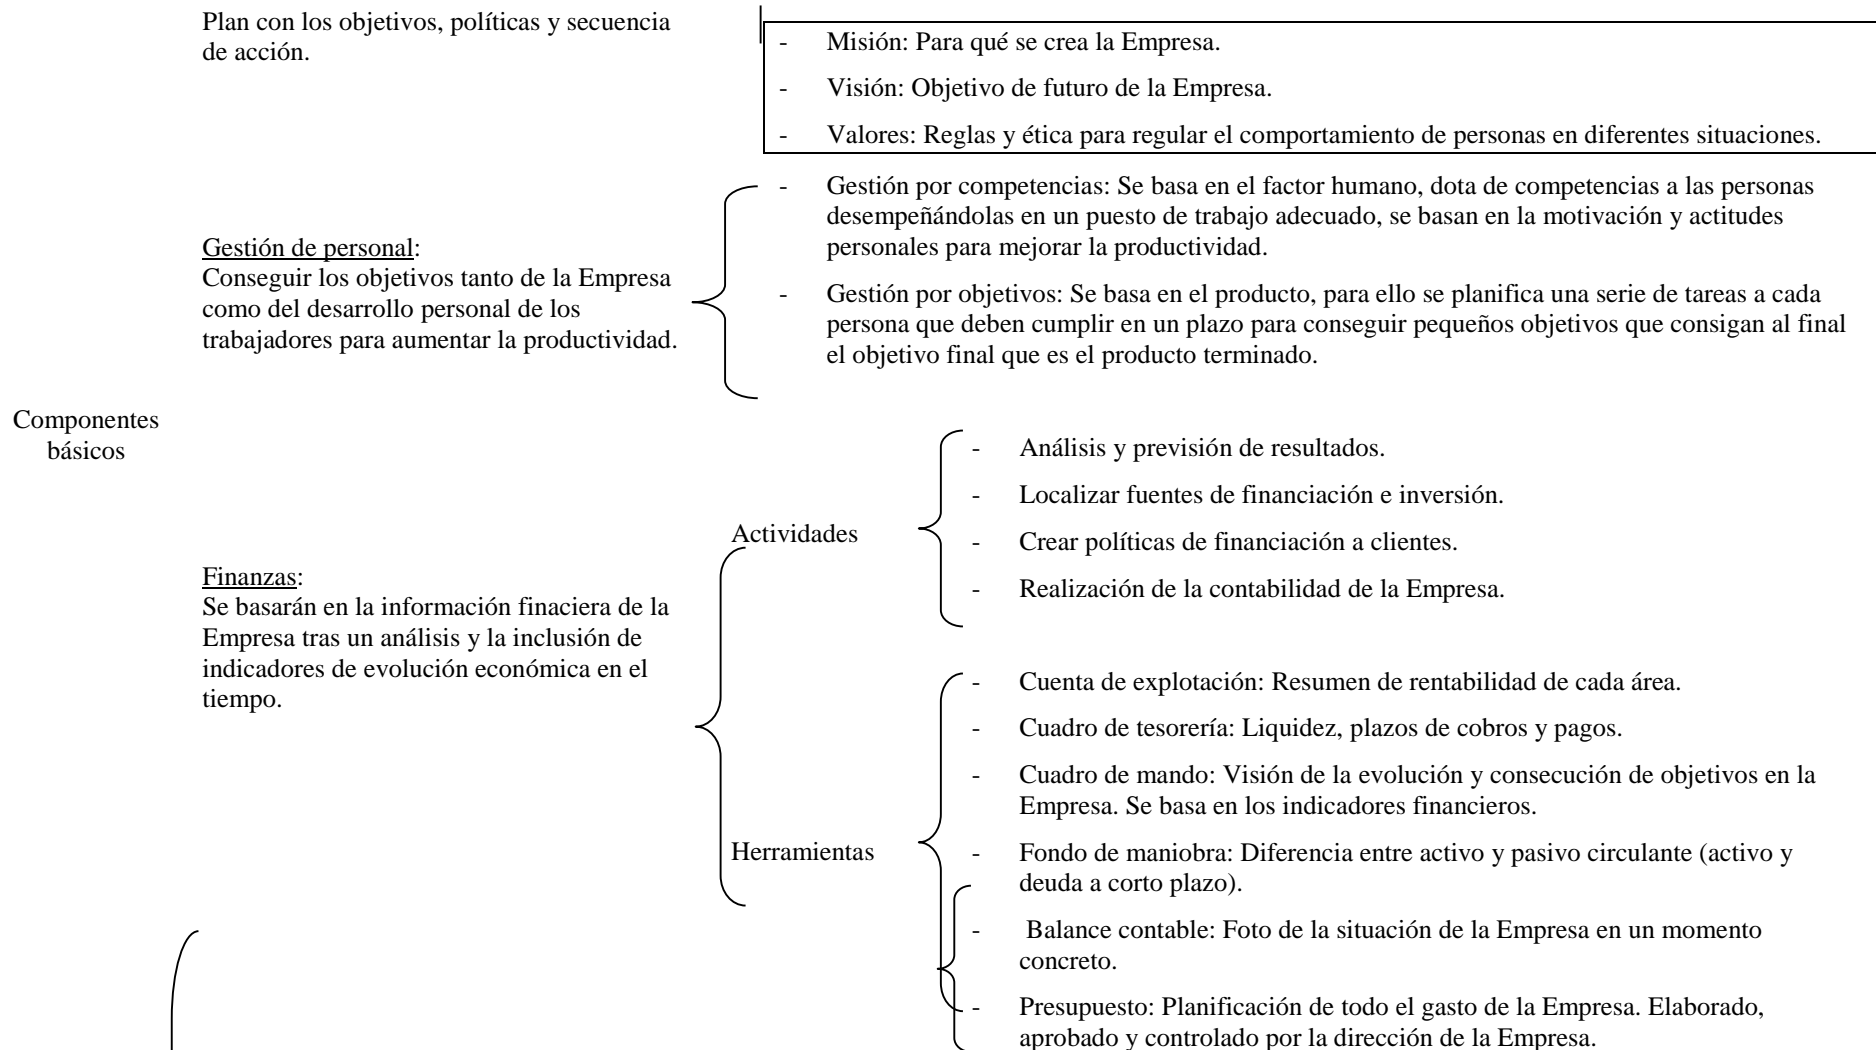 Plan con los objetivos, políticas y secuencia
de acción.
- Misión: Para qué se crea la Empresa.
- Visión: Objetivo de futuro de la Empresa.
- Valores: Reglas y ética para regular el comportamiento de personas en diferentes situaciones.
Gestión de personal:
Conseguir los objetivos tanto de la Empresa
como del desarrollo personal de los
trabajadores para aumentar la productividad.
- Gestión por competencias: Se basa en el factor humano, dota de competencias a las personas
desempeñándolas en un puesto de trabajo adecuado, se basan en la motivación y actitudes
personales para mejorar la productividad.
- Gestión por objetivos: Se basa en el producto, para ello se planifica una serie de tareas a cada
persona que deben cumplir en un plazo para conseguir pequeños objetivos que consigan al final
el objetivo final que es el producto terminado.
Componentes
básicos
Finanzas:
Se basarán en la información finaciera de la
Empresa tras un análisis y la inclusión de
indicadores de evolución económica en el
tiempo.
Actividades
- Análisis y previsión de resultados.
- Localizar fuentes de financiación e inversión.
- Crear políticas de financiación a clientes.
- Realización de la contabilidad de la Empresa.
Herramientas
- Cuenta de explotación: Resumen de rentabilidad de cada área.
- Cuadro de tesorería: Liquidez, plazos de cobros y pagos.
- Cuadro de mando: Visión de la evolución y consecución de objetivos en la
Empresa. Se basa en los indicadores financieros.
- Fondo de maniobra: Diferencia entre activo y pasivo circulante (activo y
deuda a corto plazo).
- Balance contable: Foto de la situación de la Empresa en un momento
concreto.
- Presupuesto: Planificación de todo el gasto de la Empresa. Elaborado,
aprobado y controlado por la dirección de la Empresa.